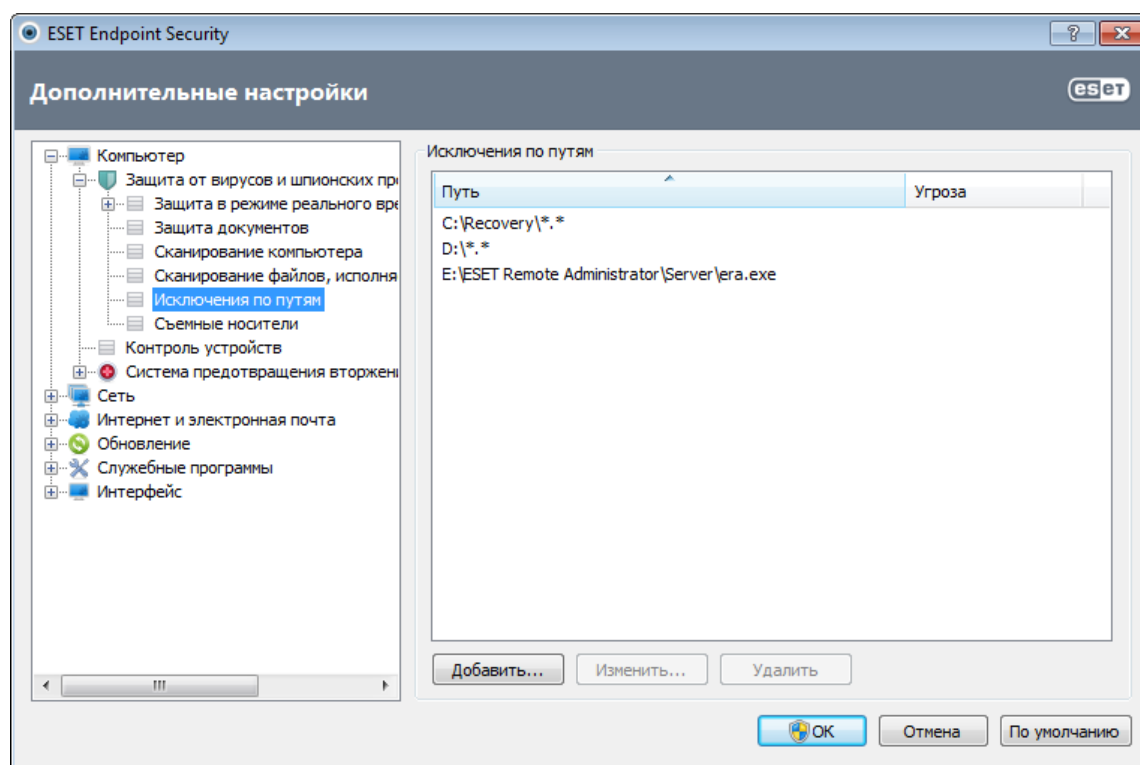 ESET Endpoint Security
Дополнительные настройки
eset
Компьютер
Защита от вирусов и шпионских пр
Защита в режиме реального вре
Защита документов
Сканирование компьютера
Сканирование файлов, исполня
Исключения по путям
Съемные носители
Контроль устройств
Система предотвращения вторжен
Сеть
Интернет и электронная почта
Обновление
Служебные программы
Интерфейс
Исключения по путям
Путь Угроза
C:\Recovery\*.*
D:\*.*
E:\ESET Remote Administrator\Server\era.exe
Добавить... Изменить... Удалить
OK Отмена По умолчанию